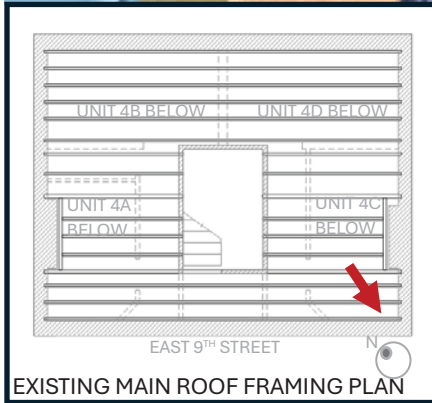 UNIT 4B BELOW
UNIT 4D BELOW
UNIT 4A
BELOW
UNIT 4C
BELOW
EAST 9TH STREET
N
EXISTING MAIN ROOF FRAMING PLAN